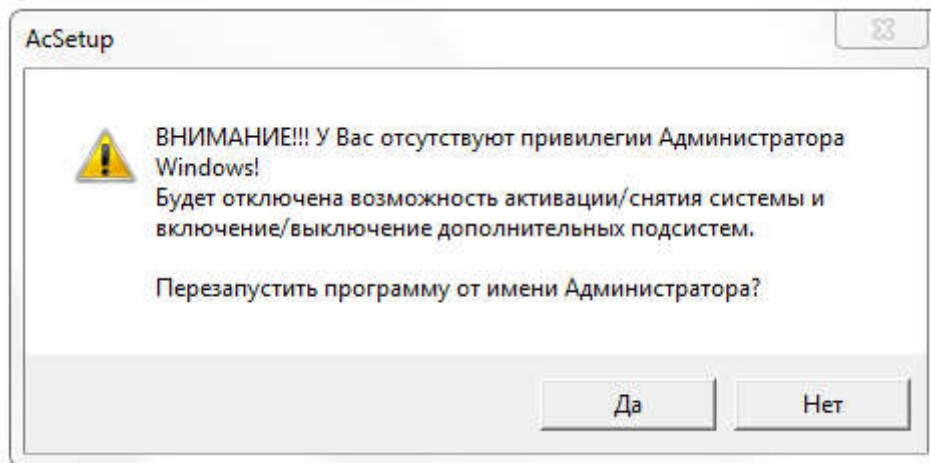 AcSetup
ВНИМАНИЕ!!! У Вас отсутствуют привилегии Администратора
Windows!
Будет отключена возможность активации/снятия системы и
включение/выключение дополнительных подсистем.
Перезапустить программу от имени Администратора?
Да
Нет